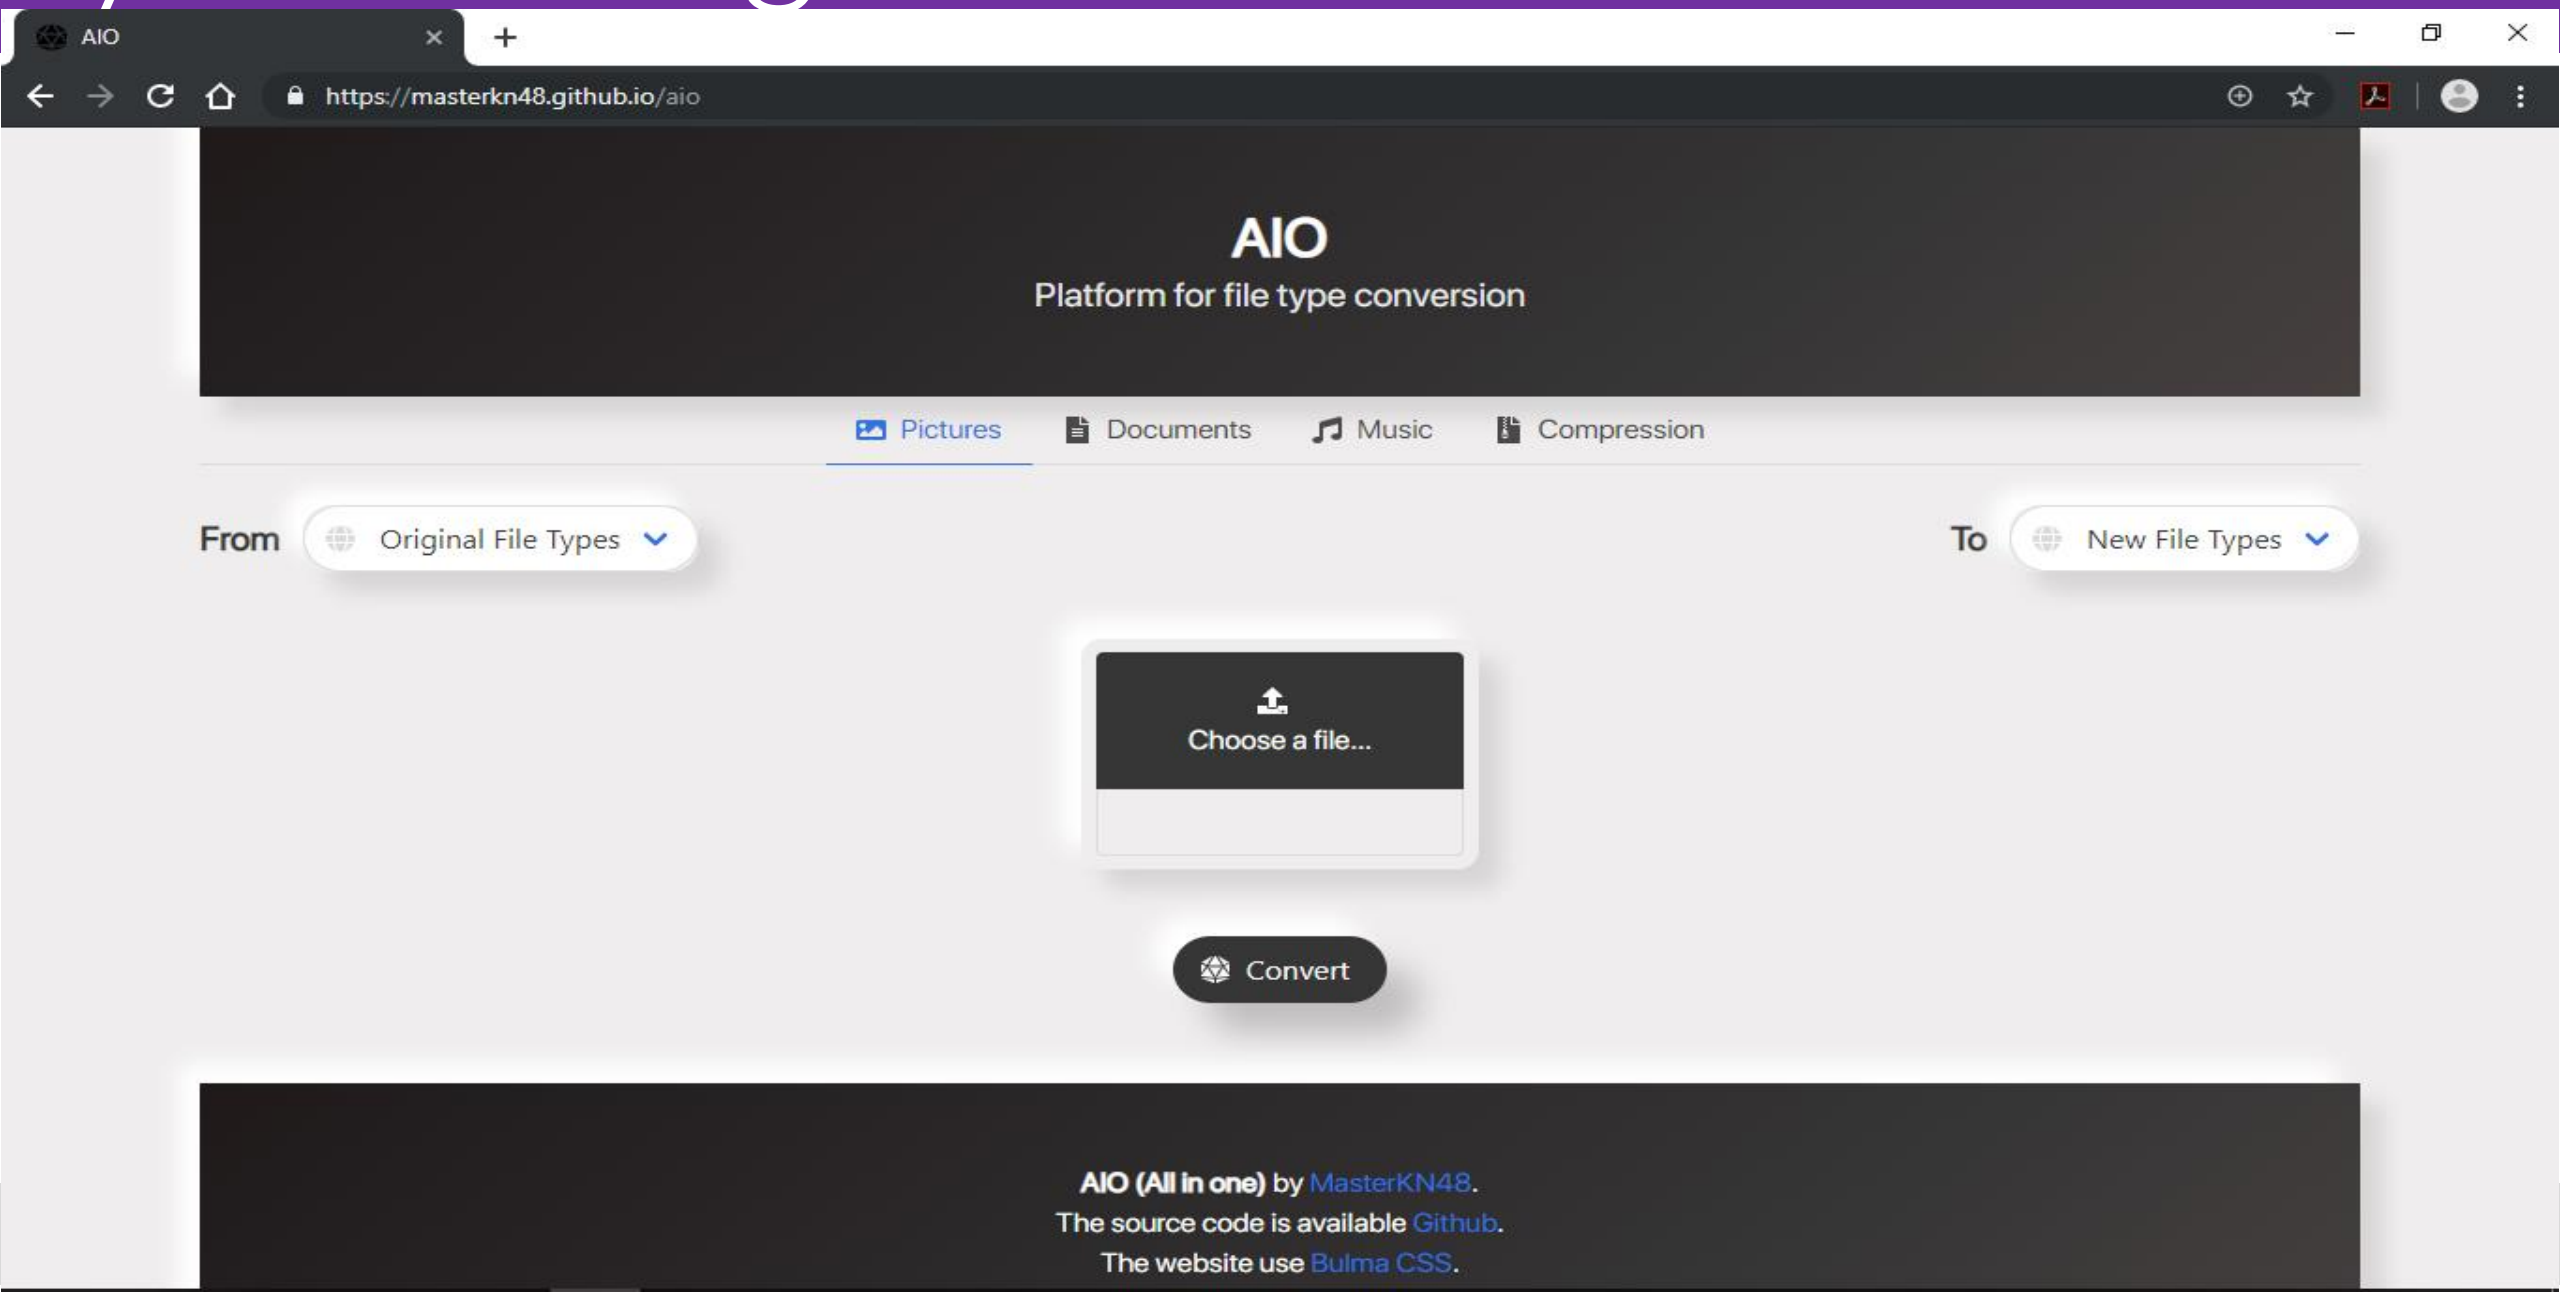 AIO
https://masterkn48.github.io/aio
AIO
Platform for file type conversion
Pictures Documents Music Compression
From Original File Types To New File Types
Choose a file...
Convert
AIO (All in one) by MasterKN48.
The source code is available Github.
The website use Bulma CSS.